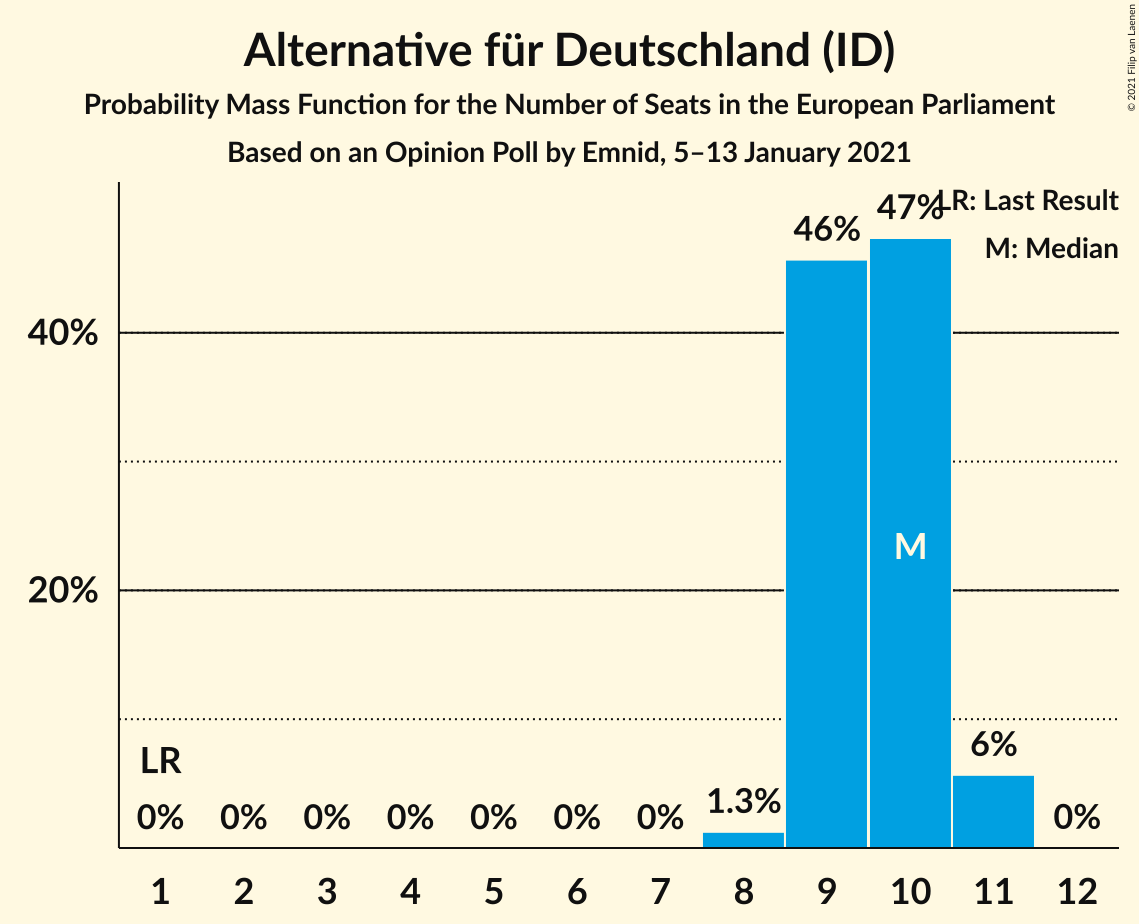 Alternative für Deutschland (ID)
Probability Mass Function for the Number of Seats in the European Parliament
Based on an Opinion Poll by Emnid, 5–13 January 2021
© 2021 Filip van Laenen
LR: Last Result
M: Median
46% 47%
40%
M
20%
LR
0% 0% 0% 0% 0% 0% 0% 1.3% 6% 0%
1 2 3 4 5 6 7 8 9 10 11 12